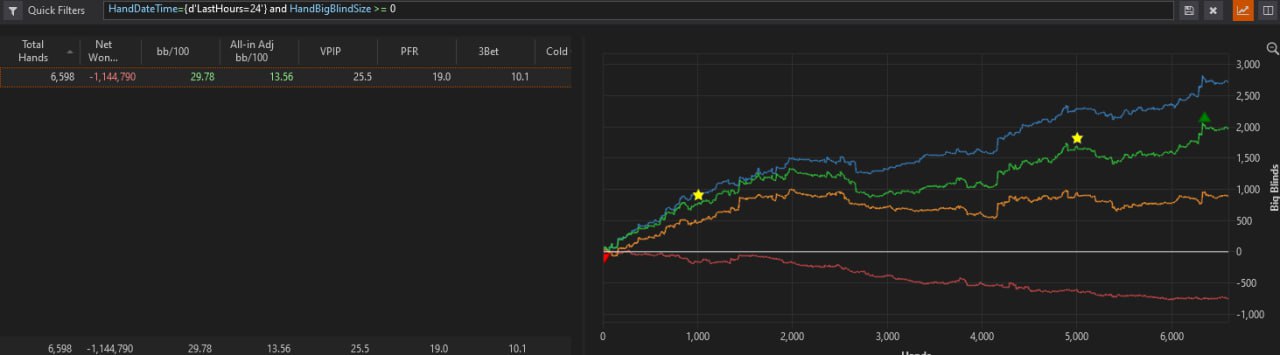 Quick Filters HandDateTime={d'LastHours=24'} and HandBigBlindSize >= 0
Total Hands Net Won... bb/100 All-in Adj bb/100 VPIP PFR 3Bet Cold
6,598 -1,144,790 29.78 13.56 25.5 19.0 10.1
6,598 -1,144,790 29.78 13.56 25.5 19.0 10.1
3,000
2,500
2,000
1,500
1,000
500
0
-500
-1,000
Big Blinds
0 1,000 2,000 3,000 4,000 5,000 6,000
Hands